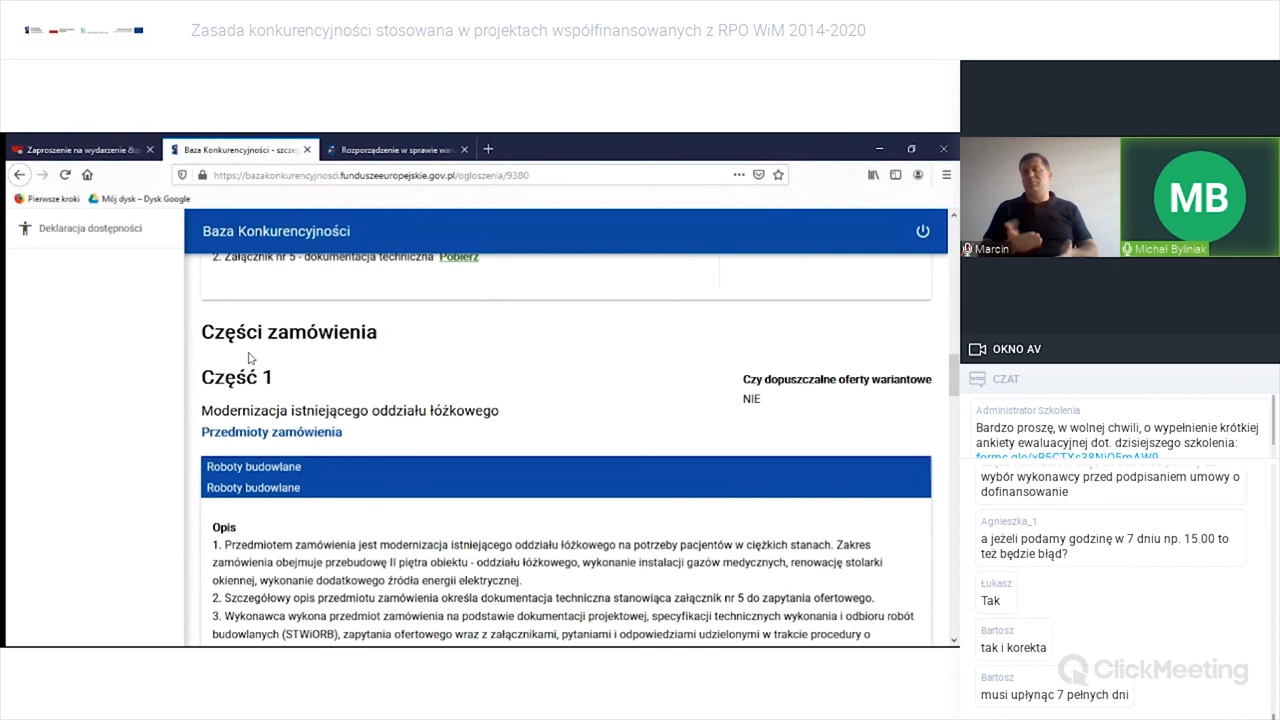 Zasada konkurencyjności stosowana w projektach współfinansowanych z RPO WiM 2014-2020
Zaproszenie na wydarzenie
Baza Konkurencyjności - szczeg
Rozporządzenie w sprawie war
https://bazakonkurencyjnosci.funduszeeuropejskie.gov.pl/ogloszenia/9380
Pierwsze kroki
Mój dysk – Dysk Google
Deklaracja dostępności
Baza Konkurencyjności
2. Załącznik nr 5 - dokumentacja techniczna Pobierz
Części zamówienia
Część 1
Czy dopuszczalne oferty wariantowe
NIE
Modernizacja istniejącego oddziału łóżkowego
Przedmioty zamówienia
Roboty budowlane
Roboty budowlane
Opis
1. Przedmiotem zamówienia jest modernizacja istniejącego oddziału łóżkowego na potrzeby pacjentów w ciężkich stanach. Zakres
zamówienia obejmuje przebudowę II piętra obiektu - oddziału łóżkowego, wykonanie instalacji gazów medycznych, renowację stolarki
okiennej, wykonanie dodatkowego źródła energii elektrycznej.
2. Szczegółowy opis przedmiotu zamówienia określa dokumentacja techniczna stanowiąca załącznik nr 5 do zapytania ofertowego.
3. Wykonawca wykona przedmiot zamówienia na podstawie dokumentacji projektowej, specyfikacji technicznych wykonania i odbioru robót
budowlanych (STWiORB), zapytania ofertowego wraz z załącznikami, pytaniami i odpowiedziami udzielonymi w trakcie procedury o
MB
Marcin
Michał Byliniak
OKNO AV
CZAT
Administrator Szkolenia
Bardzo proszę, w wolnej chwili, o wypełnienie krótkiej
ankiety ewaluacyjnej dot. dzisiejszego szkolenia:
wybór wykonawcy przed podpisaniem umowy o
dofinansowanie
Agnieszka_1
a jeżeli podamy godzinę w 7 dniu np. 15.00 to
też będzie błąd?
Łukasz
Tak
Bartosz
tak i korekta
Bartosz
musi upłynąc 7 pełnych dni
ClickMeeting